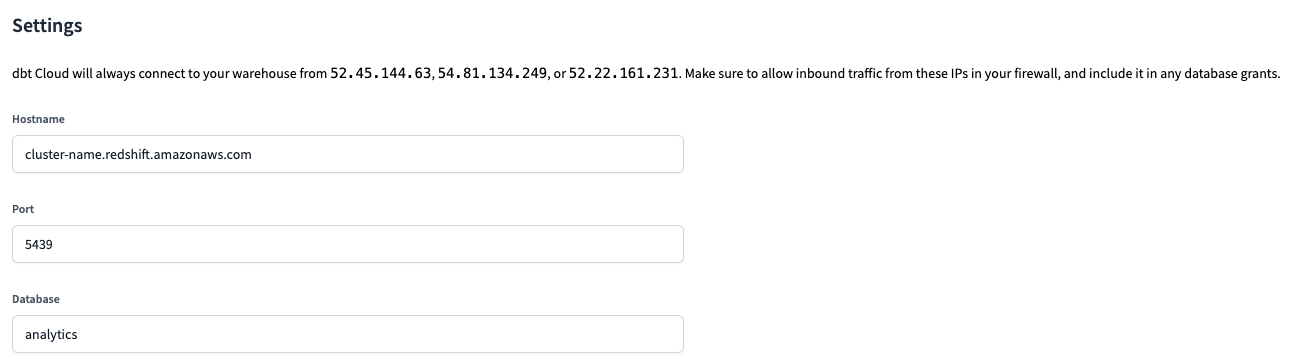 Settings
dbt Cloud will always connect to your warehouse from 52.45.144.63, 54.81.134.249, or 52.22.161.231. Make sure to allow inbound traffic from these IPs in your firewall, and include it in any database grants.
Hostname
cluster-name.redshift.amazonaws.com
Port
5439
Database
analytics